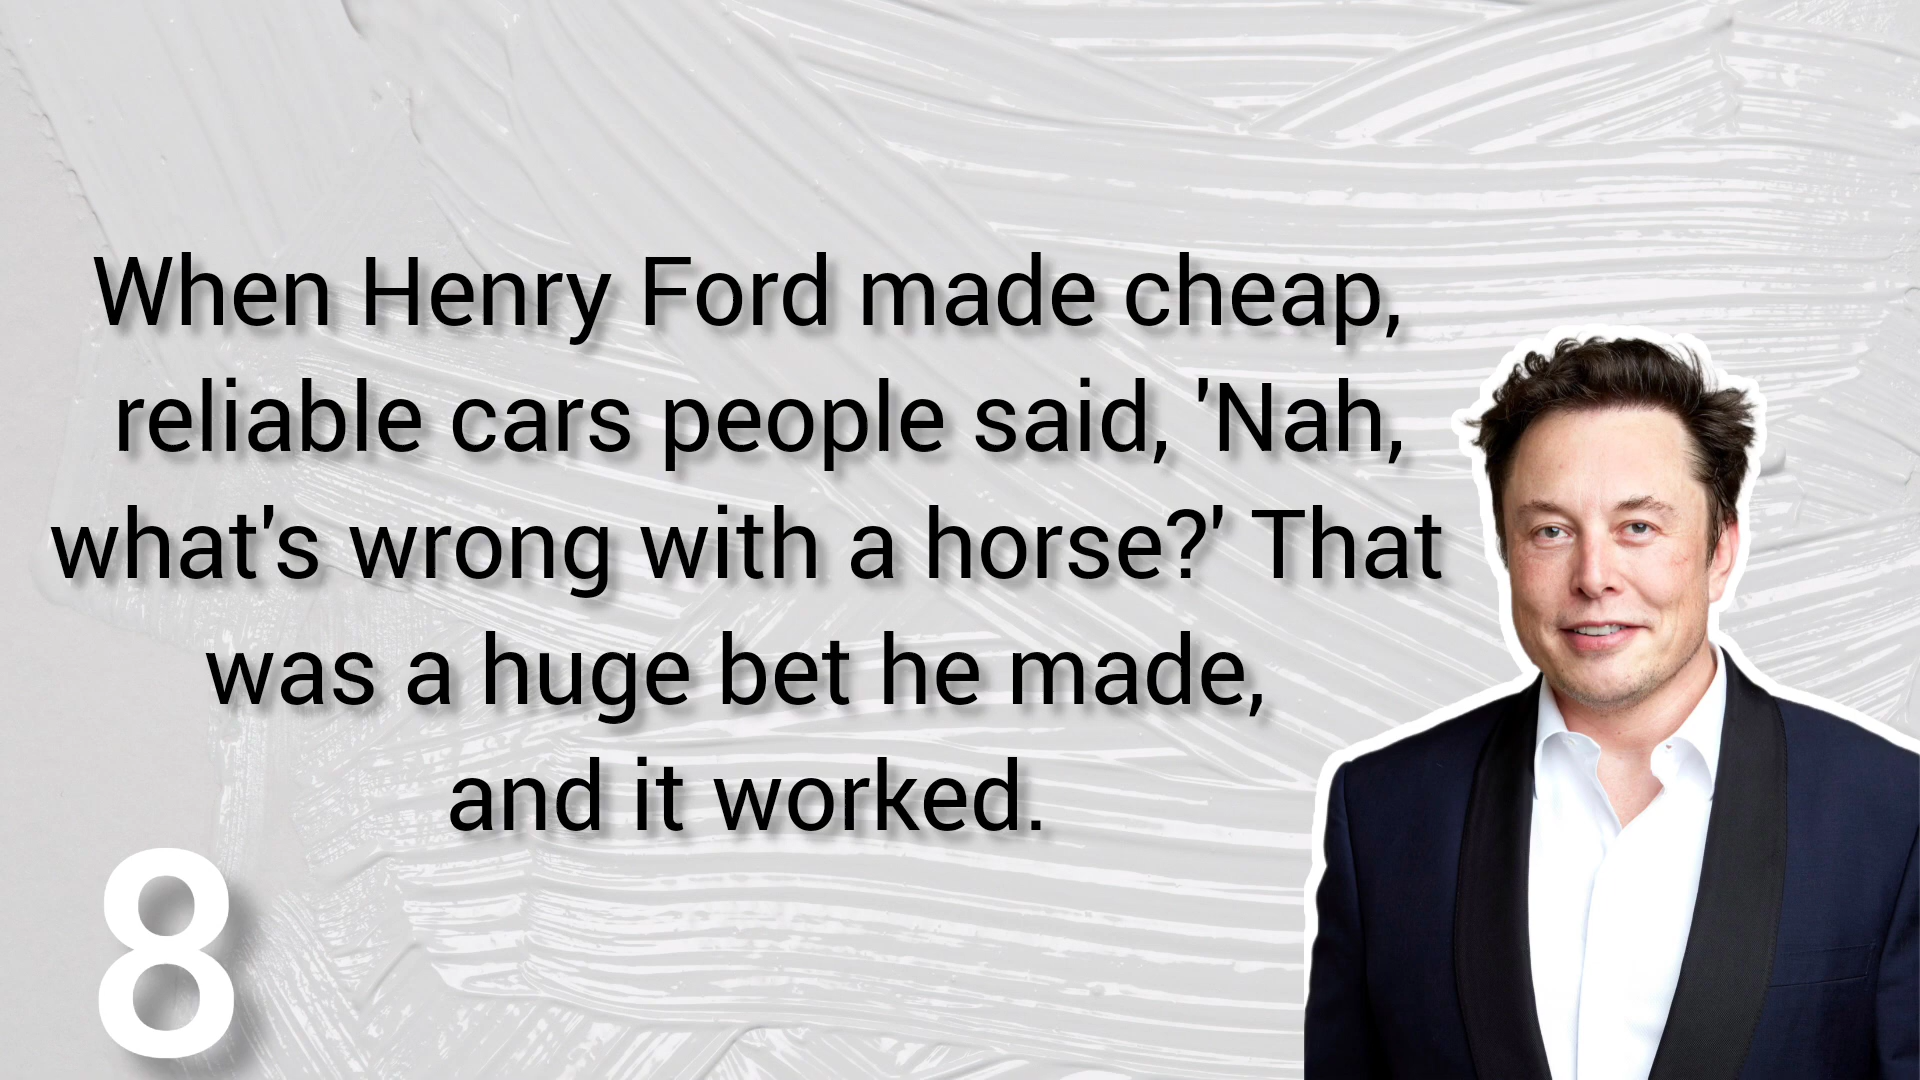 When Henry Ford made cheap,
reliable cars people said, 'Nah,
what's wrong with a horse?' That
was a huge bet he made,
and it worked.
8